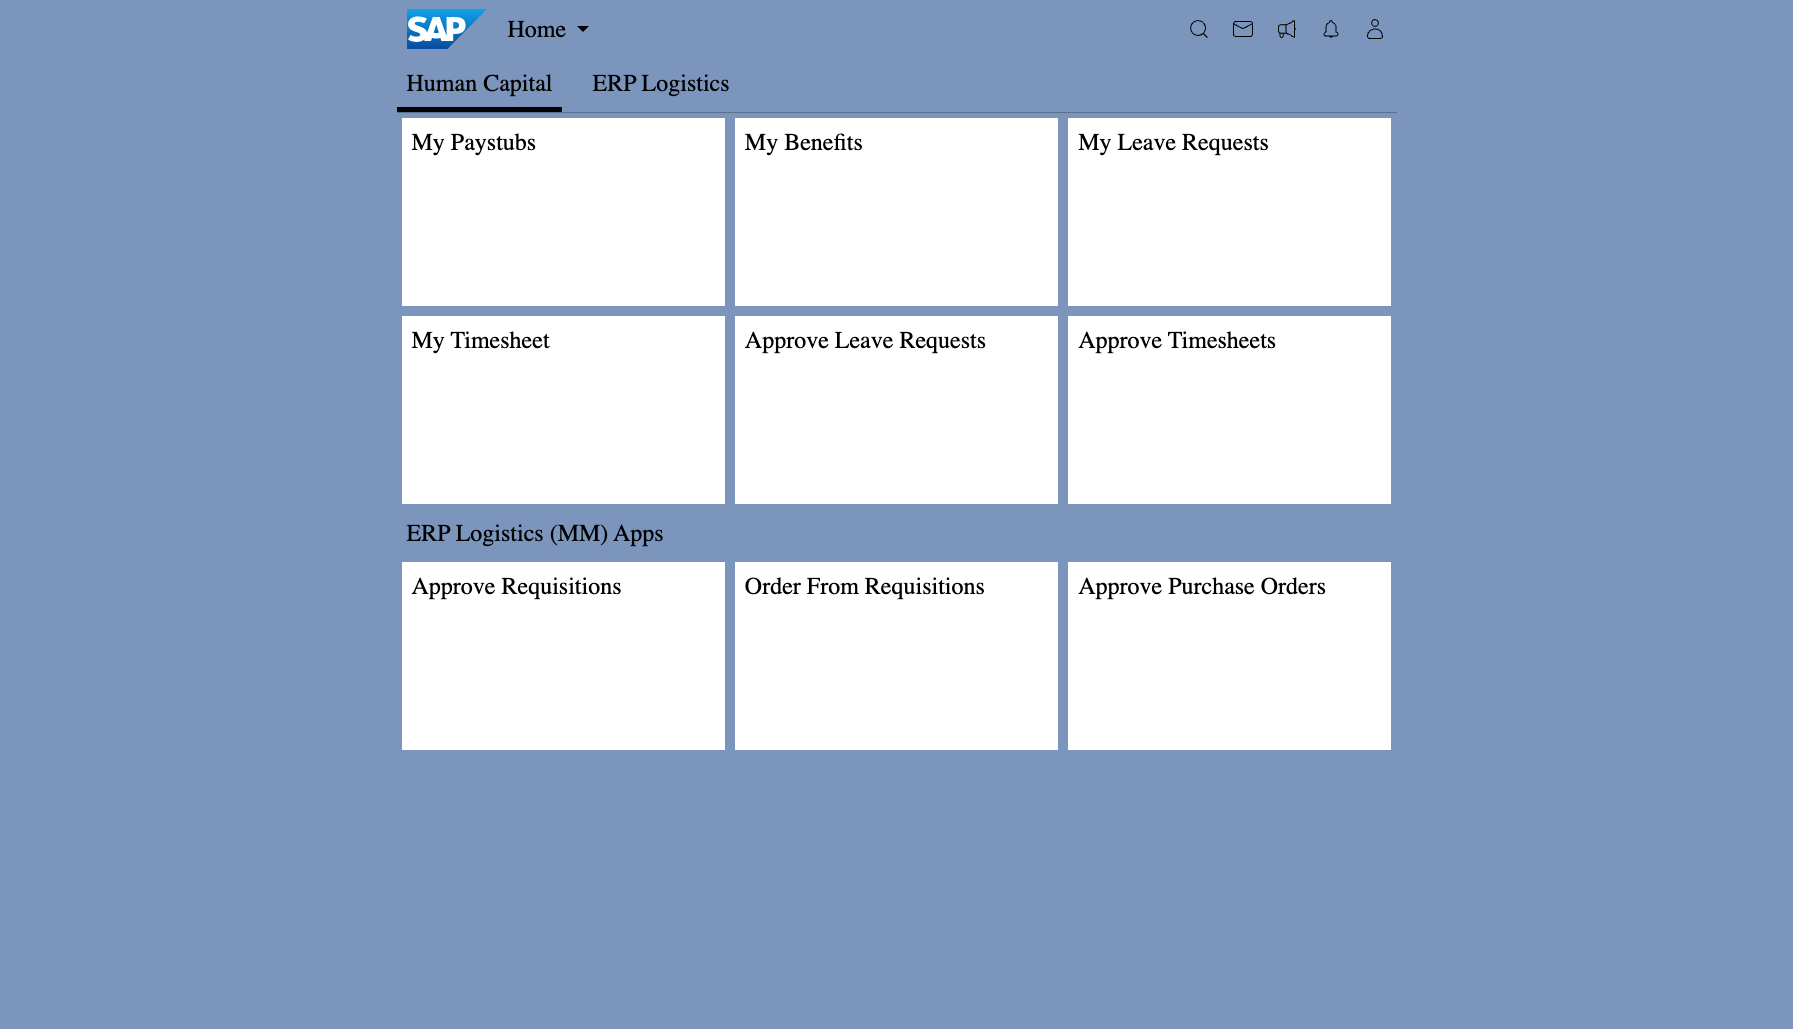 SAP Home
Human Capital ERP Logistics
My Paystubs My Benefits My Leave Requests
My Timesheet Approve Leave Requests Approve Timesheets
ERP Logistics (MM) Apps
Approve Requisitions Order From Requisitions Approve Purchase Orders